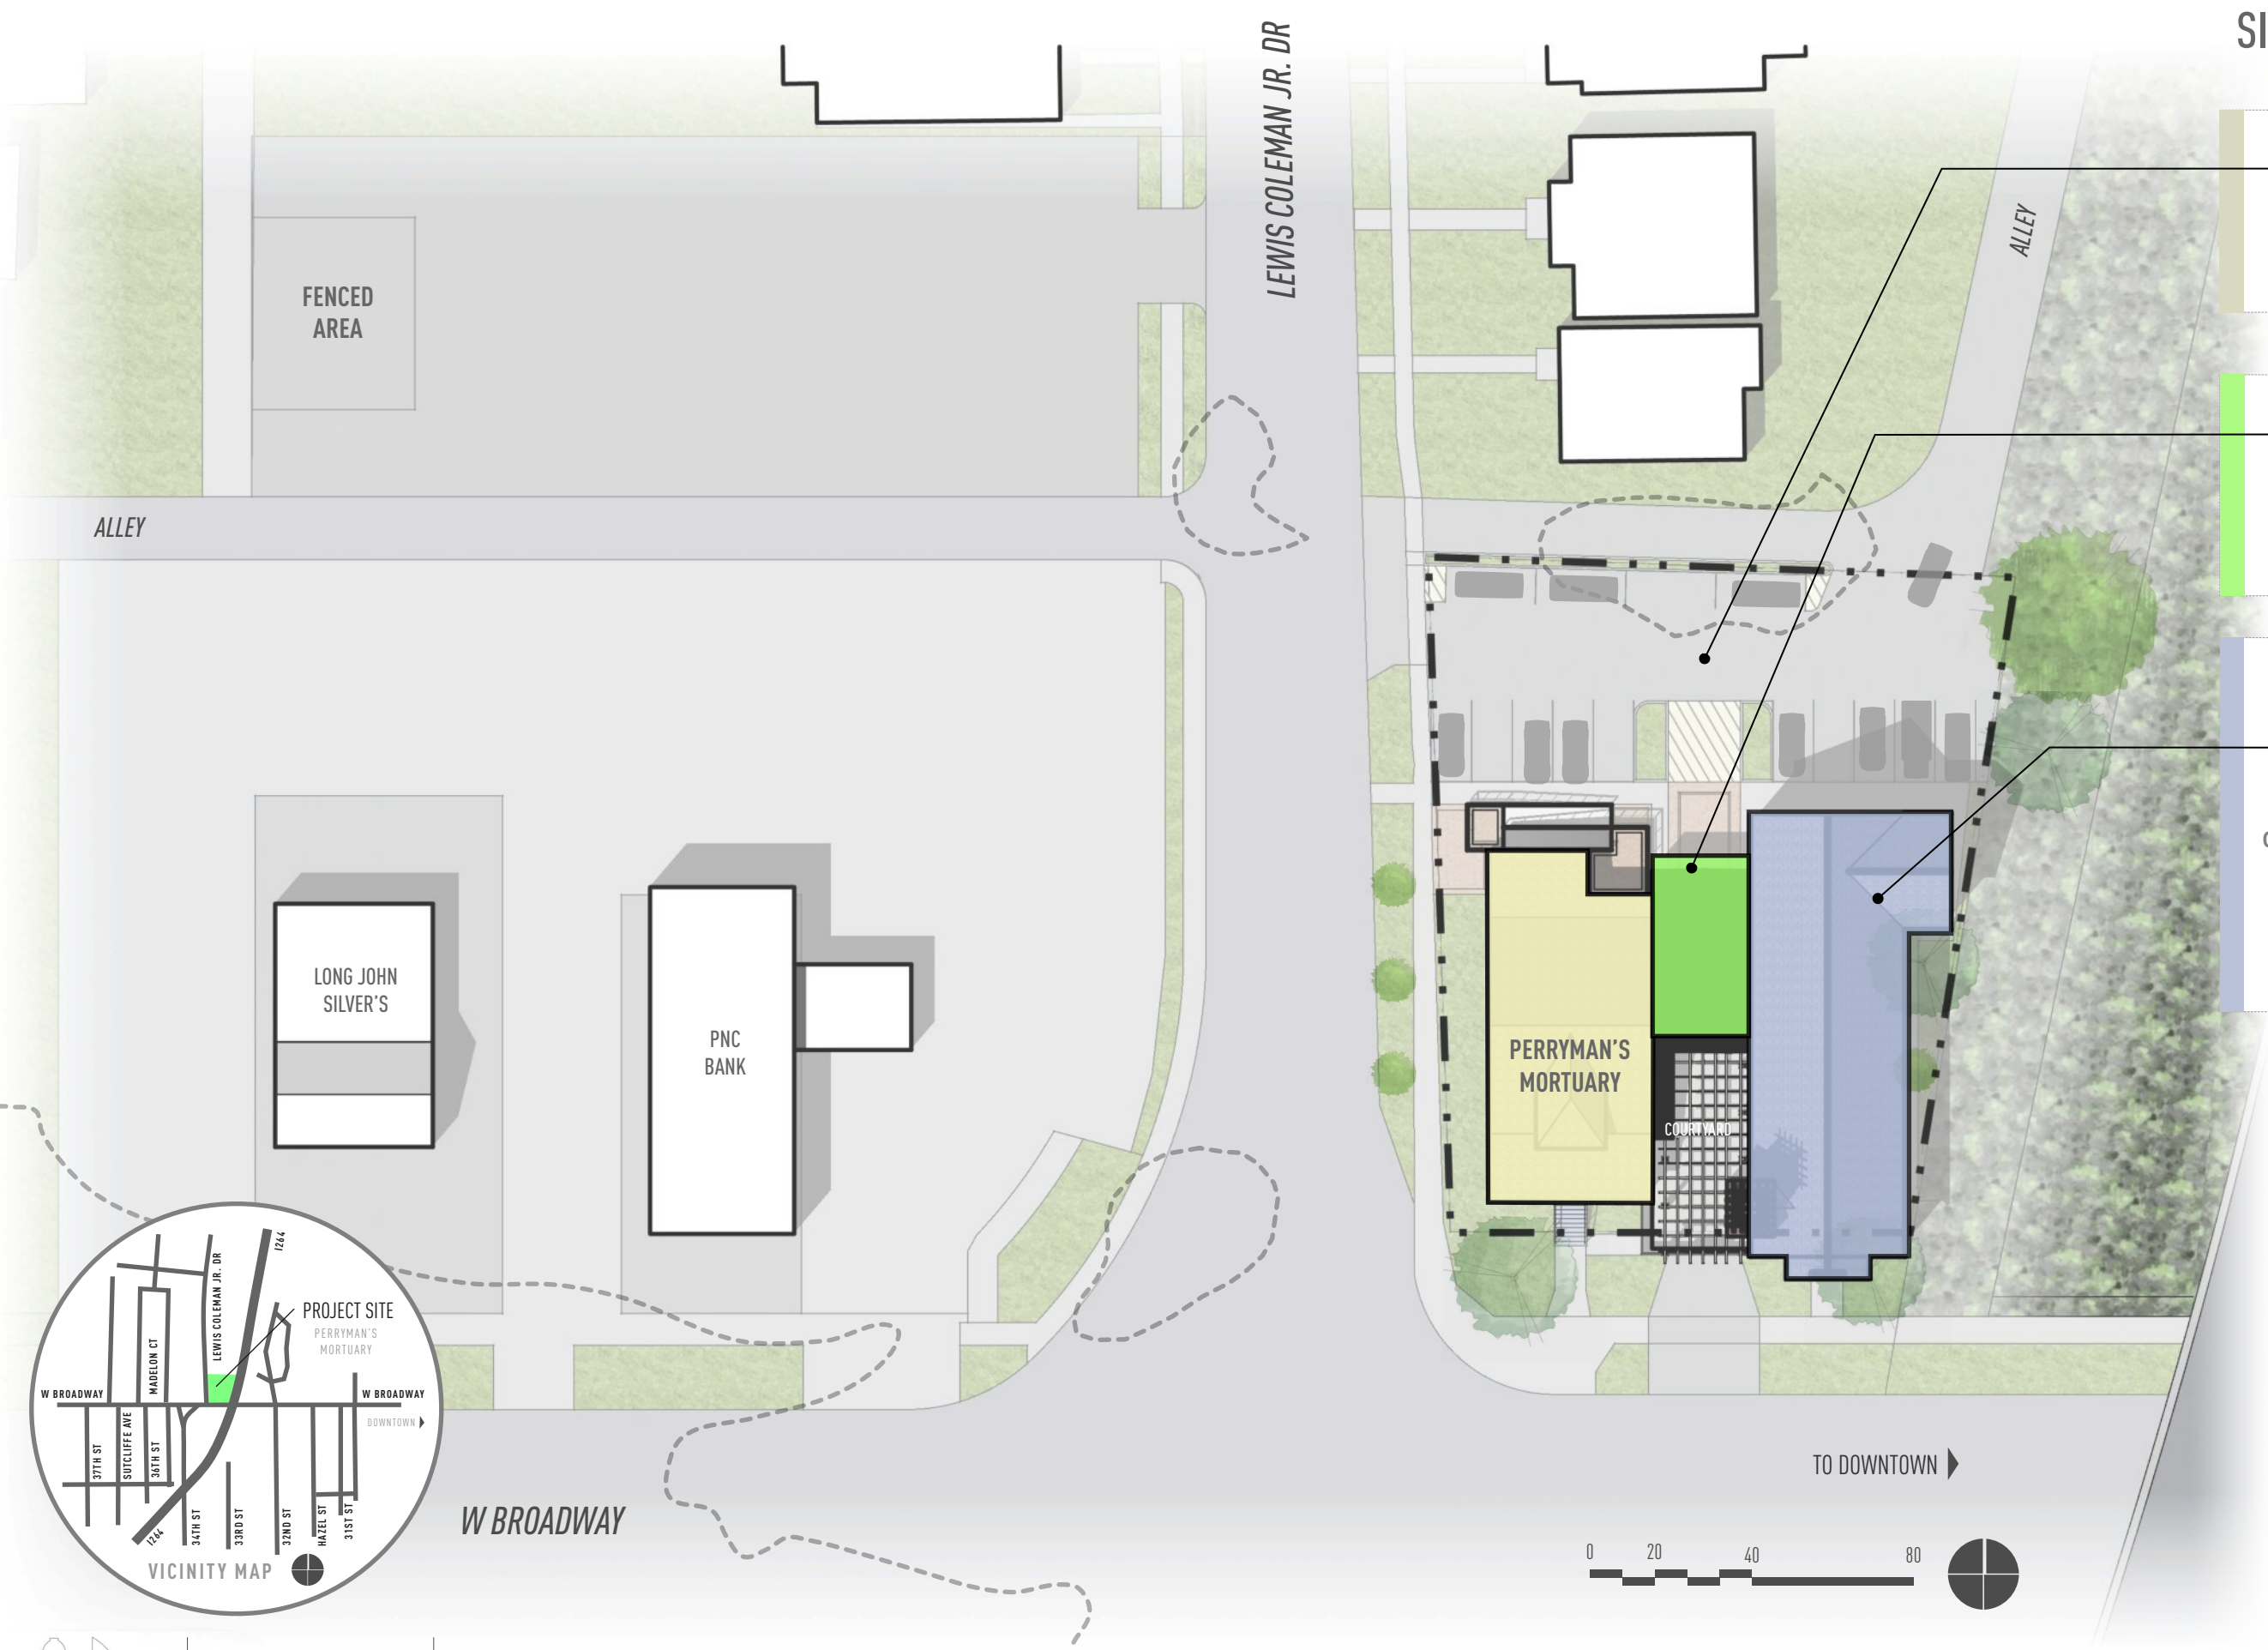 SI
LEWIS COLEMAN JR. DR
ALLEY
FENCED
AREA
ALLEY
LONG JOHN
SILVER'S
PNC
BANK
PERRYMAN'S
MORTUARY
COURTYARD
I264
LEWIS COLEMAN JR. DR
PROJECT SITE
PERRYMAN'S
MORTUARY
MADELON CT
W BROADWAY
W BROADWAY
DOWNTOWN
37TH ST
SUTCLIFFE AVE
36TH ST
I264
34TH ST
33RD ST
32ND ST
HAZEL ST
31ST ST
VICINITY MAP
W BROADWAY
TO DOWNTOWN
0 20 40 80